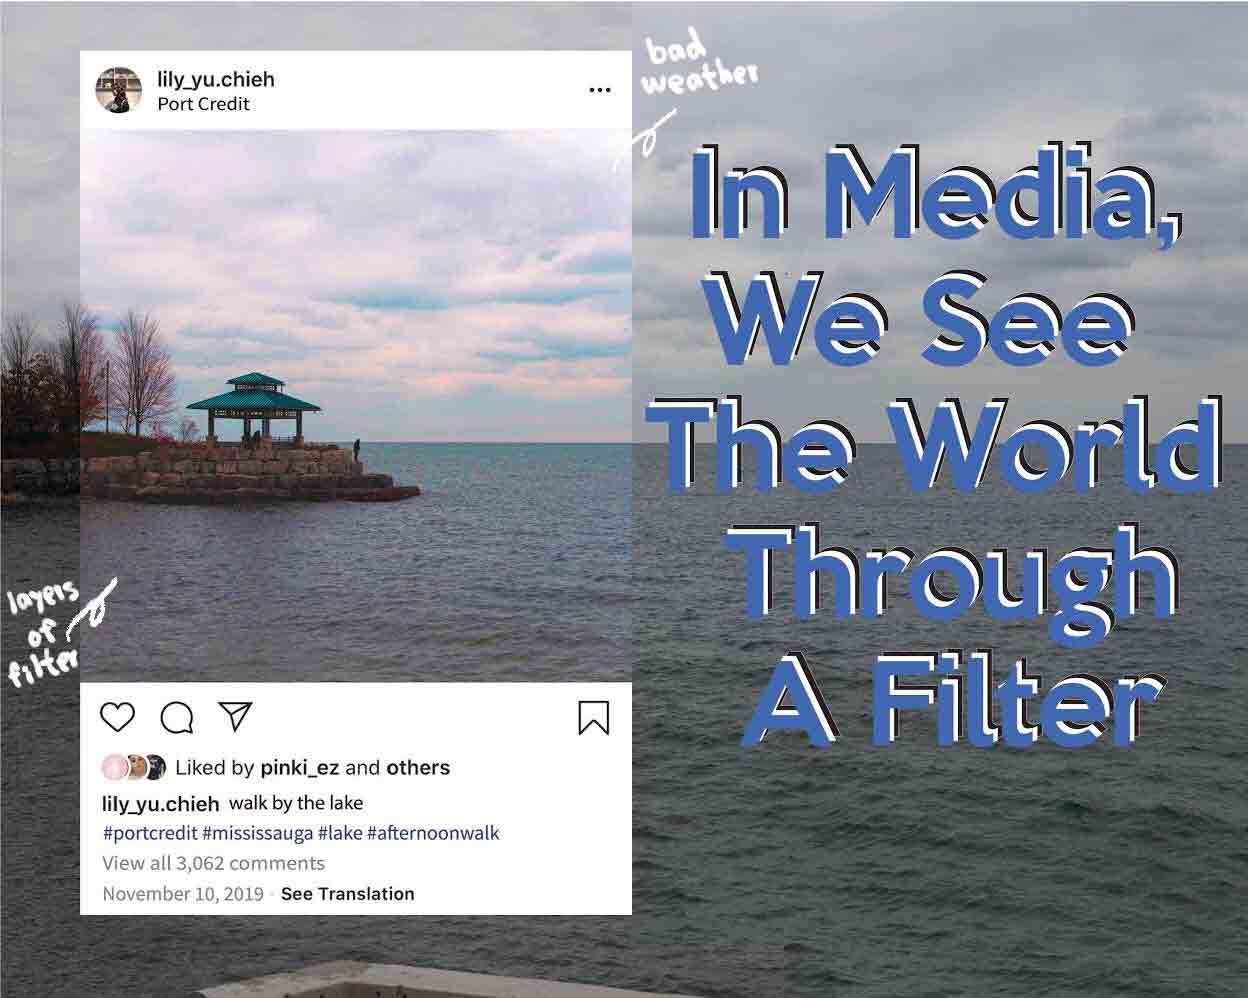 lily_yu.chieh
Port Credit
bad
weather
In Media,
We See
The World
Through
A Filter
layers
of
filter
Liked by pinki_ez and others
lily_yu.chieh walk by the lake
#portcredit #mississauga #lake #afternoonwalk
View all 3,062 comments
November 10, 2019 · See Translation